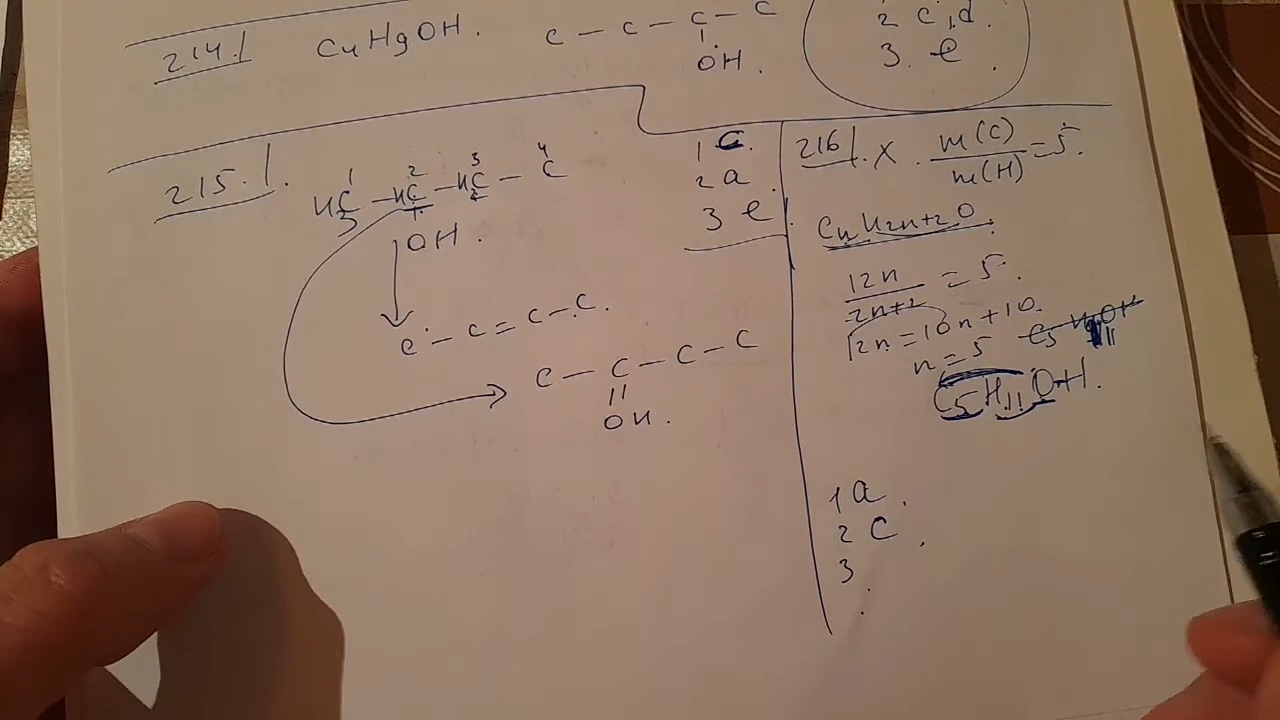 214.| C4H9OH.
C – C – C – C
OH.
2 c, d.
3. e.
215.|.
1 2 3 4
H3C – HC – H2C – C
OH.
C – C = C – C.
C – C – C – C
||
OH.
1 c.
2 a.
3 e.
216|. X. m(C)/m(H) = 5.
CnH2n+2O.
12n/2n+2 = 5.
12n = 10n + 10.
n = 5
C5H11OH.
1 a.
2 C.
3